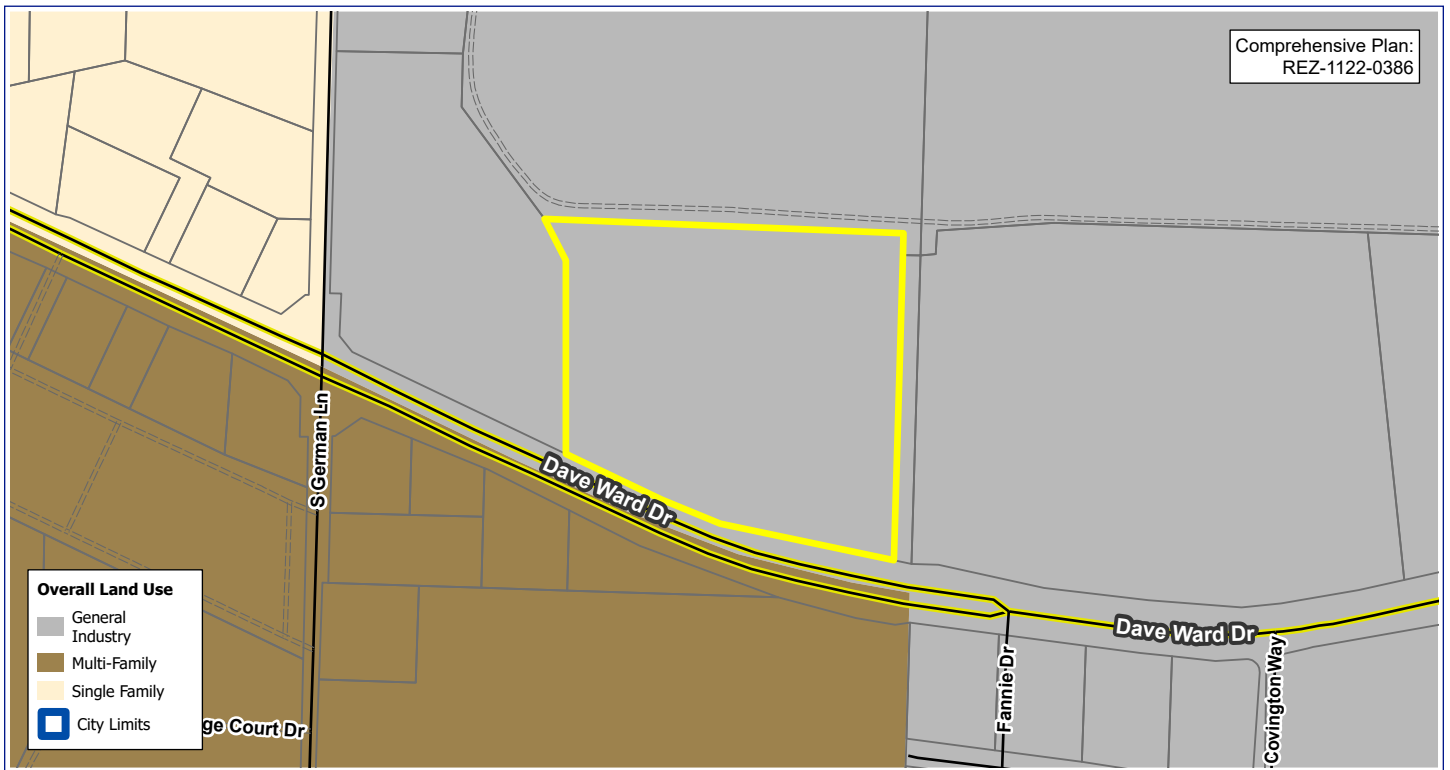 Comprehensive Plan:
REZ-1122-0386
S German Ln
Dave Ward Dr
Dave Ward Dr
Fannie Dr
Covington Way
Overall Land Use
General
Industry
Multi-Family
Single Family
City Limits
ge Court Dr